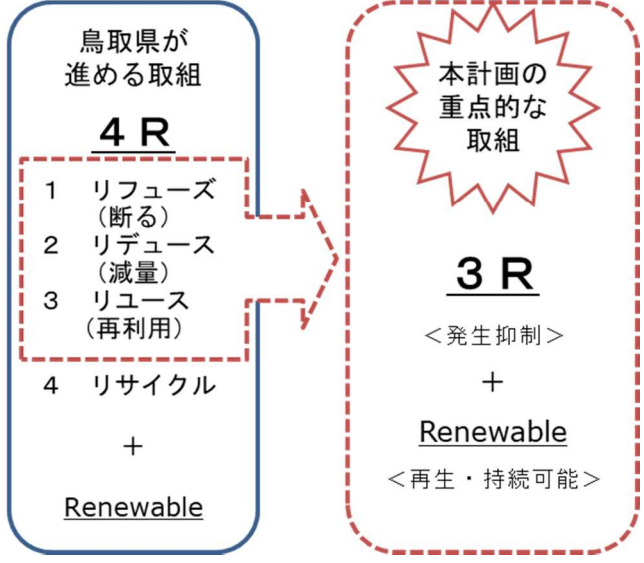 鳥取県が
進める取組
４Ｒ
１　リフューズ
（断る）
２　リデュース
（減量）
３　リユース
（再利用）
４　リサイクル
＋
Renewable
本計画の
重点的な
取組
３Ｒ
＜発生抑制＞
＋
Renewable
＜再生・持続可能＞